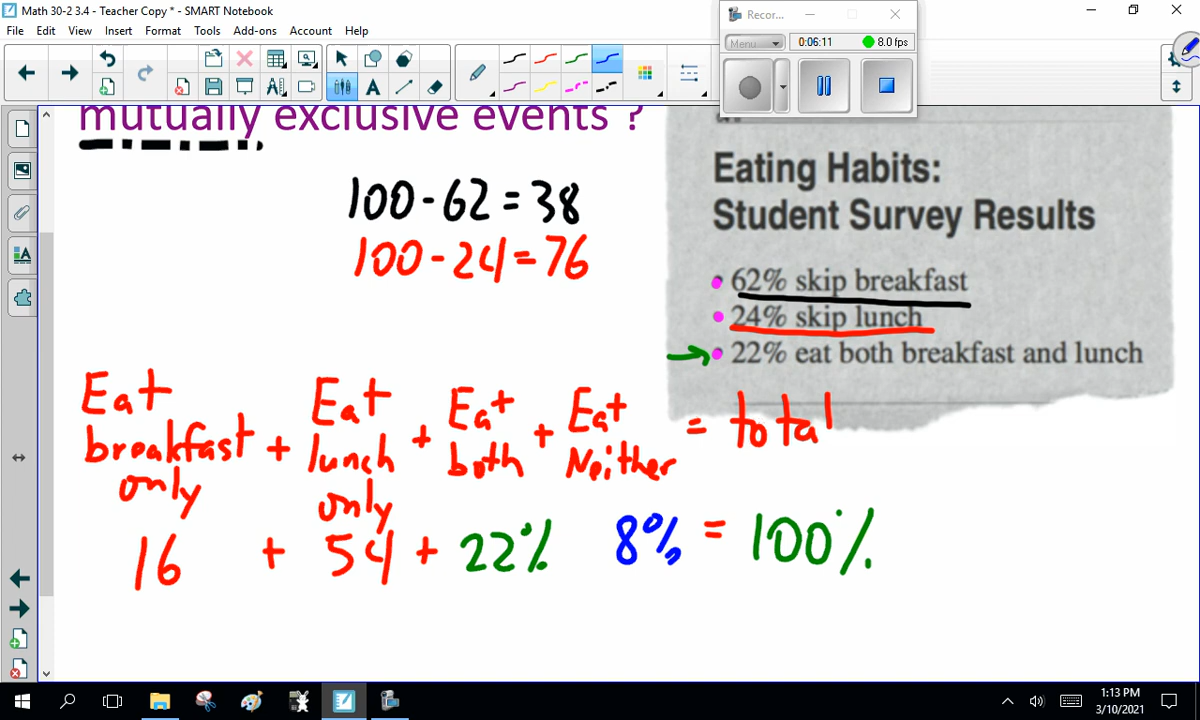 Math 30-2 3.4 - Teacher Copy * - SMART Notebook
File Edit View Insert Format Tools Add-ons Account Help
Recor...
Menu
0:06:11
8.0 fps
mutually exclusive events ?
100 - 62 = 38
100 - 24 = 76
Eating Habits:
Student Survey Results
• 62% skip breakfast
• 24% skip lunch
→ • 22% eat both breakfast and lunch
Eat breakfast only + Eat lunch only + Eat both + Eat Neither = total
16 + 54 + 22% 8% = 100%
1:13 PM
3/10/2021